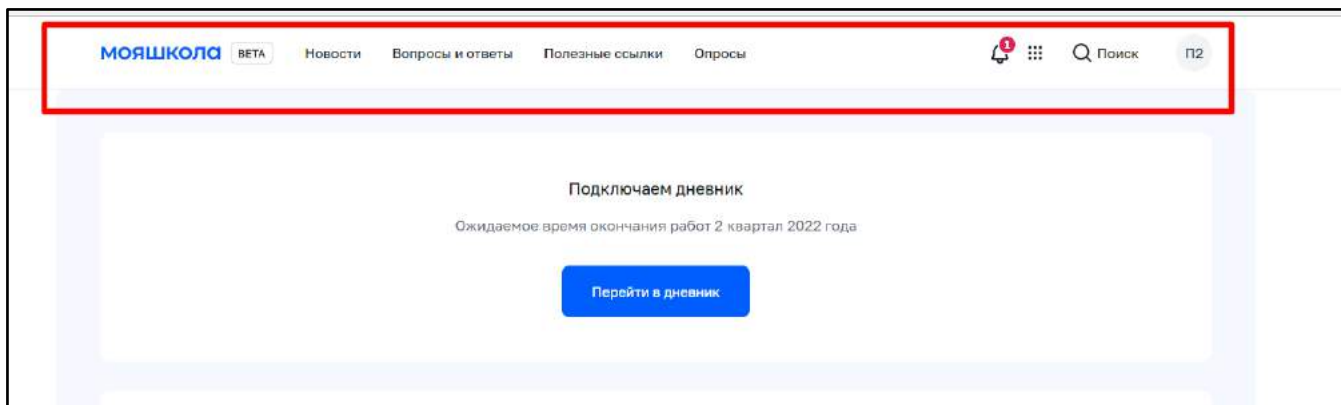 мояшкола BETA Новости Вопросы и ответы Полезные ссылки Опросы 1 Поиск П2
Подключаем дневник
Ожидаемое время окончания работ 2 квартал 2022 года
Перейти в дневник